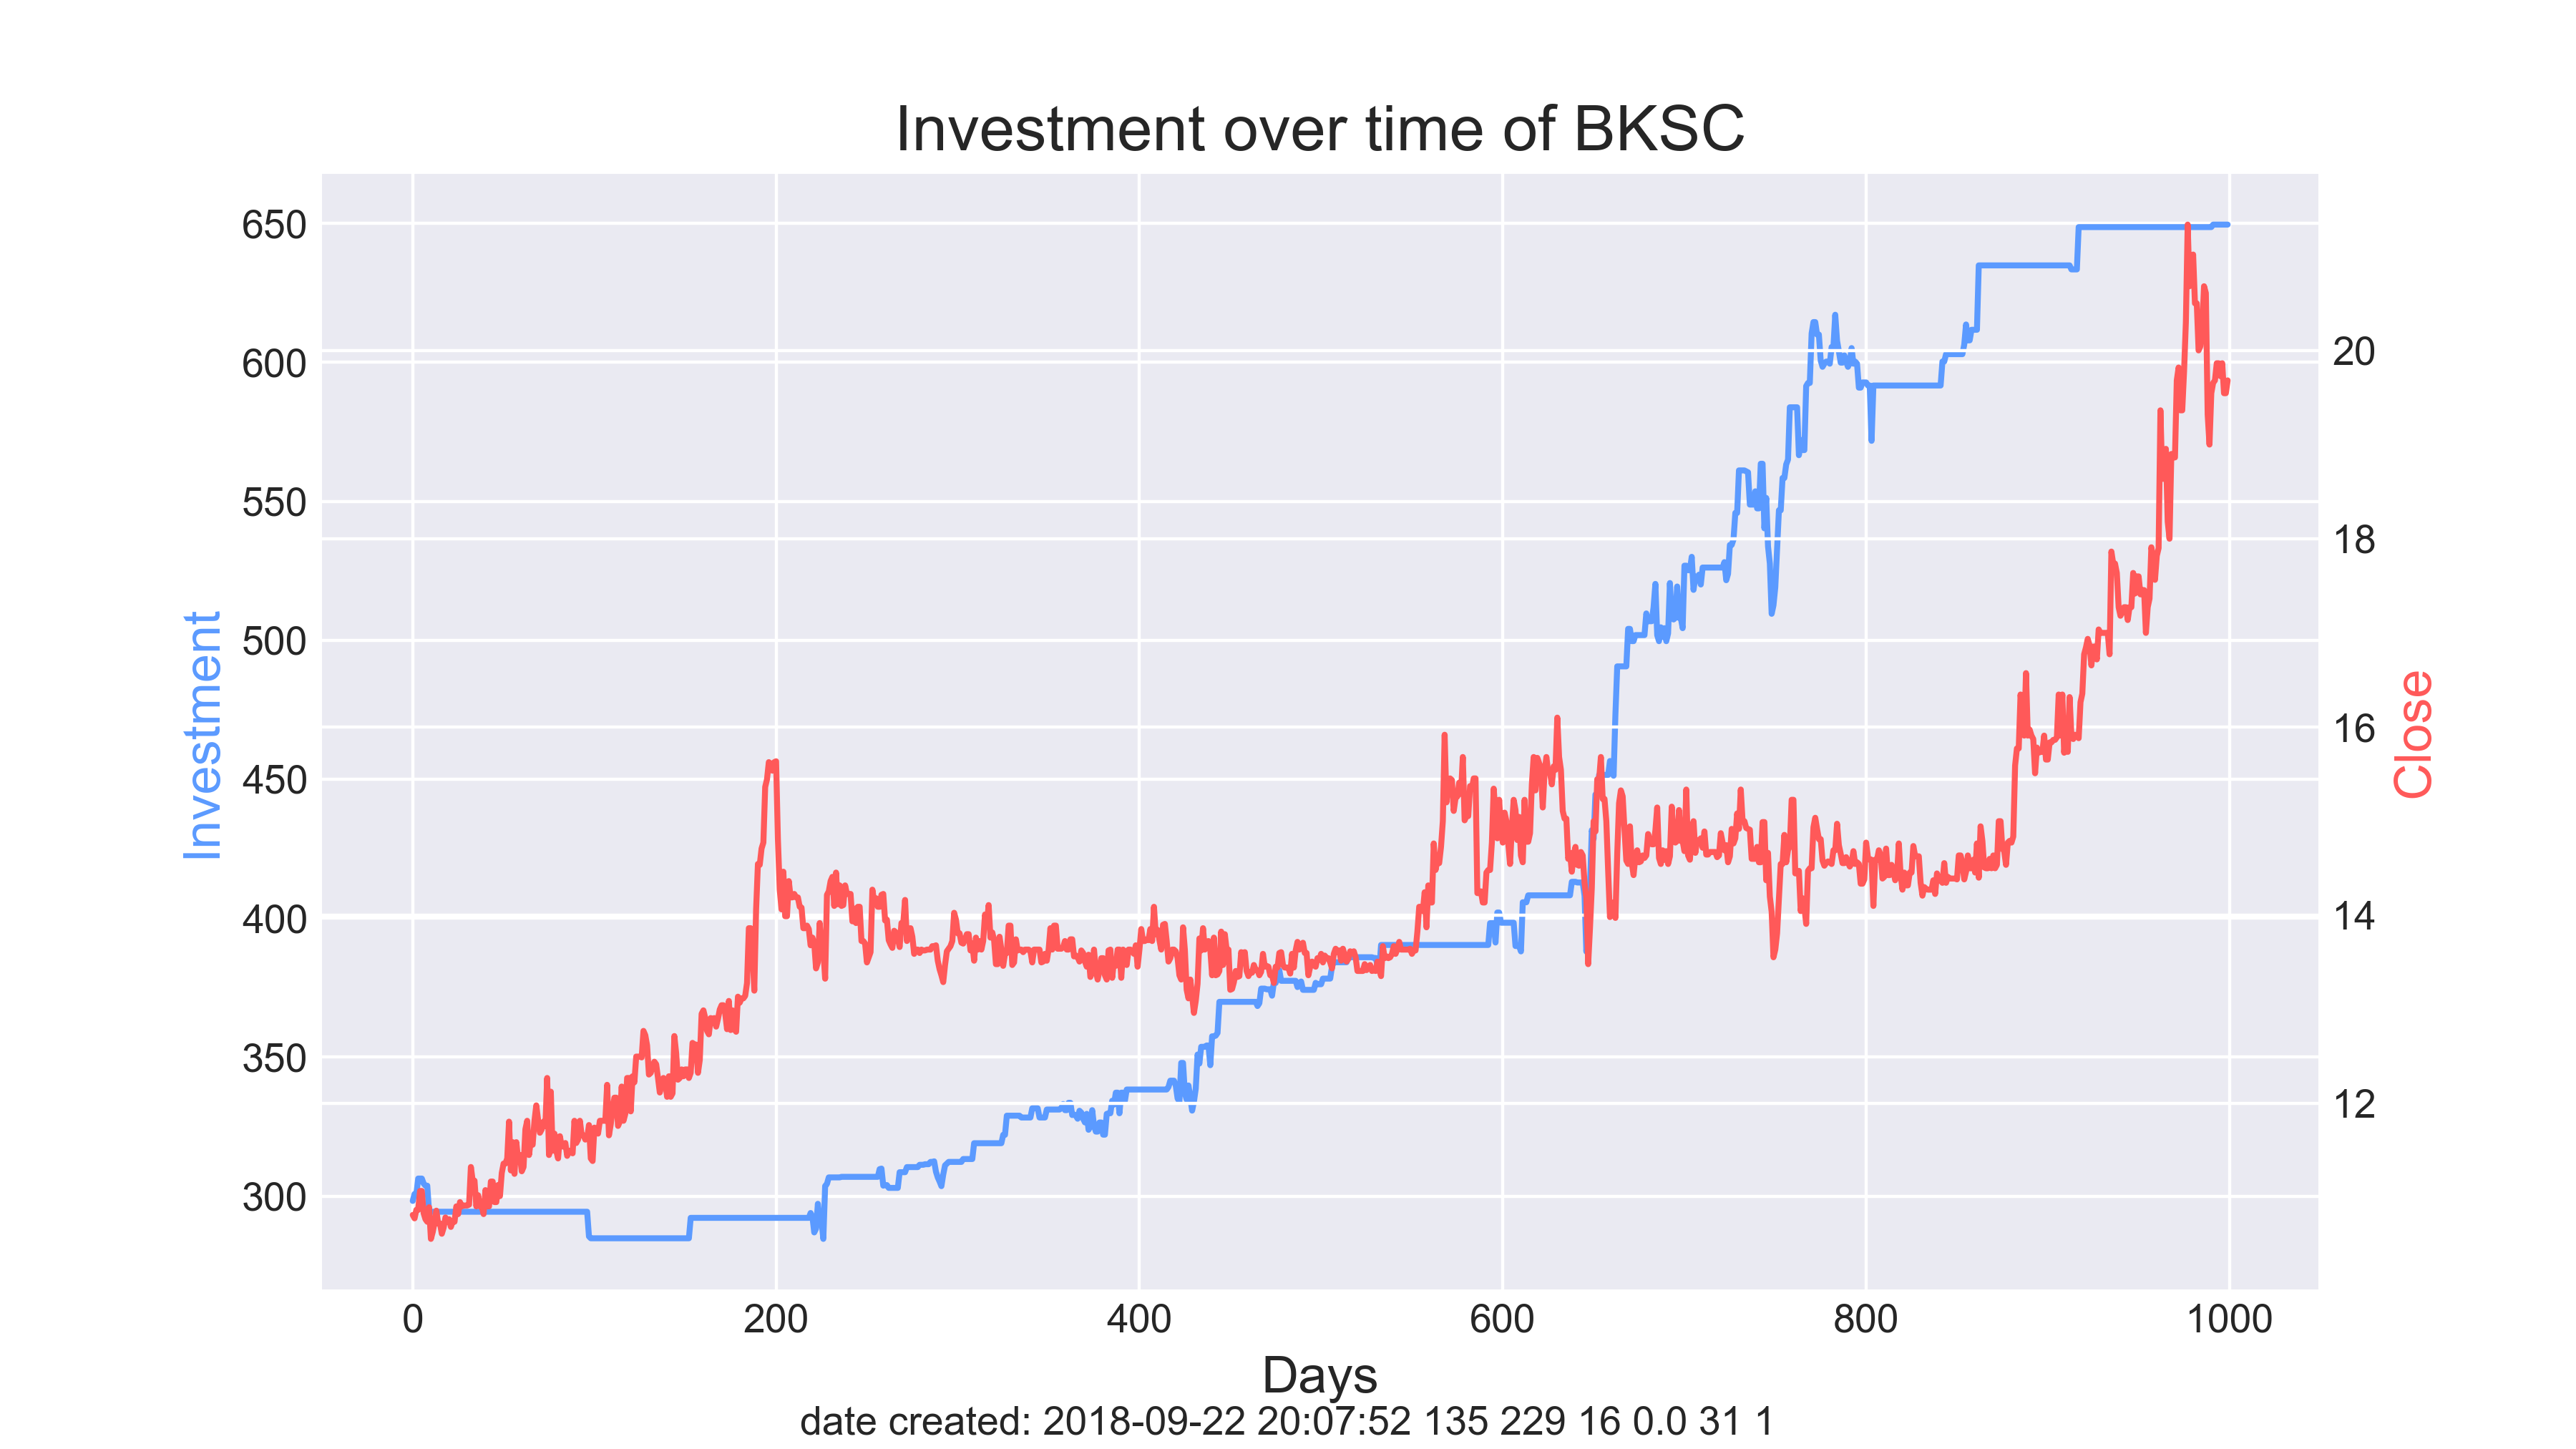 Investment over time of BKSC
650
600
550
500
450
400
350
300
Investment
20
18
16
14
12
Close
0 200 400 600 800 1000
Days
date created: 2018-09-22 20:07:52 135 229 16 0.0 31 1